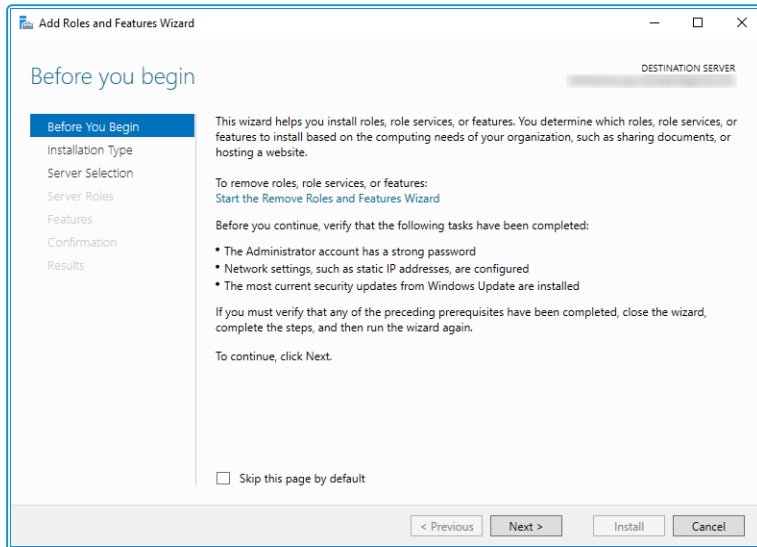 Add Roles and Features Wizard
Before you begin
DESTINATION SERVER
Before You Begin
Installation Type
Server Selection
Server Roles
Features
Confirmation
Results
This wizard helps you install roles, role services, or features. You determine which roles, role services, or
features to install based on the computing needs of your organization, such as sharing documents, or
hosting a website.
To remove roles, role services, or features:
Start the Remove Roles and Features Wizard
Before you continue, verify that the following tasks have been completed:
• The Administrator account has a strong password
• Network settings, such as static IP addresses, are configured
• The most current security updates from Windows Update are installed
If you must verify that any of the preceding prerequisites have been completed, close the wizard,
complete the steps, and then run the wizard again.
To continue, click Next.
Skip this page by default
< Previous
Next >
Install
Cancel